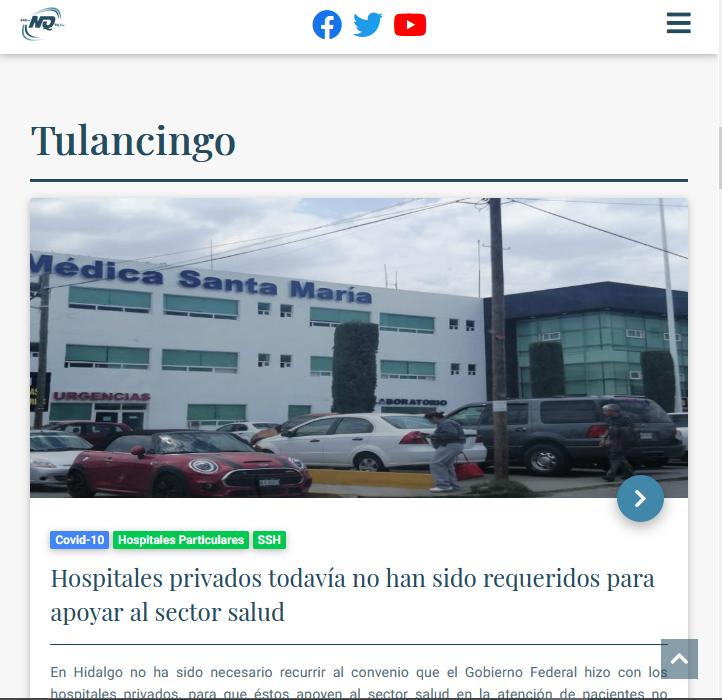 NQ
Tulancingo
Médica Santa María
URGENCIAS
LABORATORIO
Covid-10 Hospitales Particulares SSH
Hospitales privados todavía no han sido requeridos para
apoyar al sector salud
En Hidalgo no ha sido necesario recurrir al convenio que el Gobierno Federal hizo con los
hospitales privados, para que éstos apoyen al sector salud en la atención de pacientes no